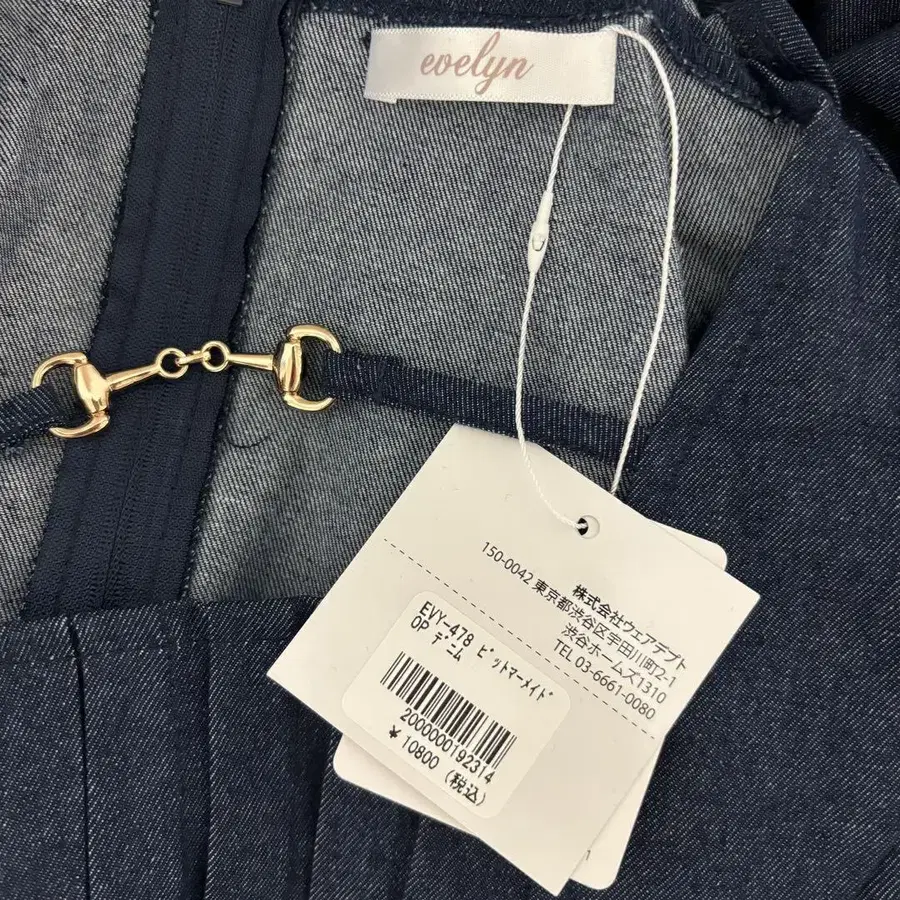 evelyn
株式会社ウェアデプト
150-0042 東京都渋谷区宇田川町2-1
渋谷ホームズ1310
TEL 03-6661-0080
EVY-478 ﾋﾞｯﾄﾏｰﾒｲﾄﾞ
OP ﾃﾞﾆﾑ
2000000192314
¥ 10800 (税込)